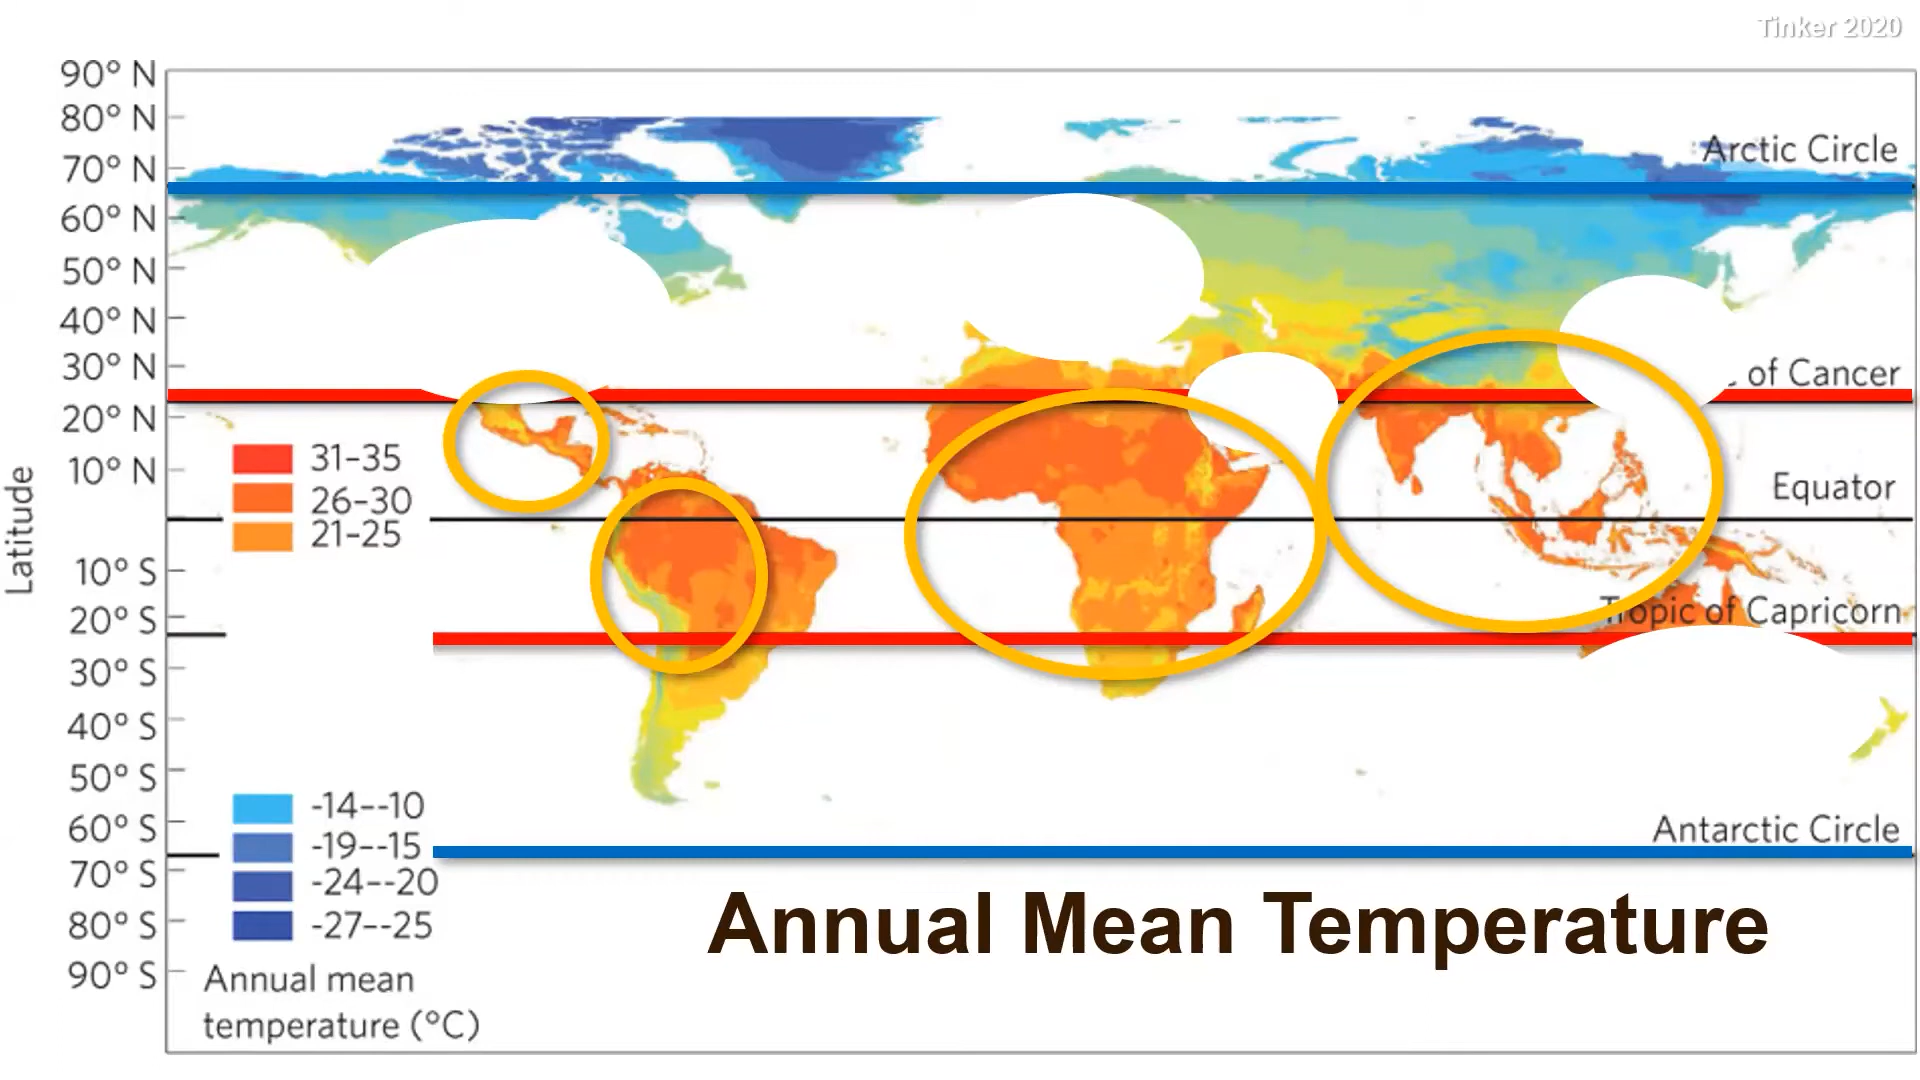 Tinker 2020
90° N
80° N
Arctic Circle
70° N
60° N
50° N
40° N
30° N
of Cancer
20° N
31–35
10° N
Equator
26–30
21–25
Latitude
10° S
20° S
Tropic of Capricorn
30° S
40° S
50° S
-14--10
60° S
Antarctic Circle
-19--15
70° S
-24--20
80° S
-27--25
Annual Mean Temperature
90° S
Annual mean
temperature (°C)